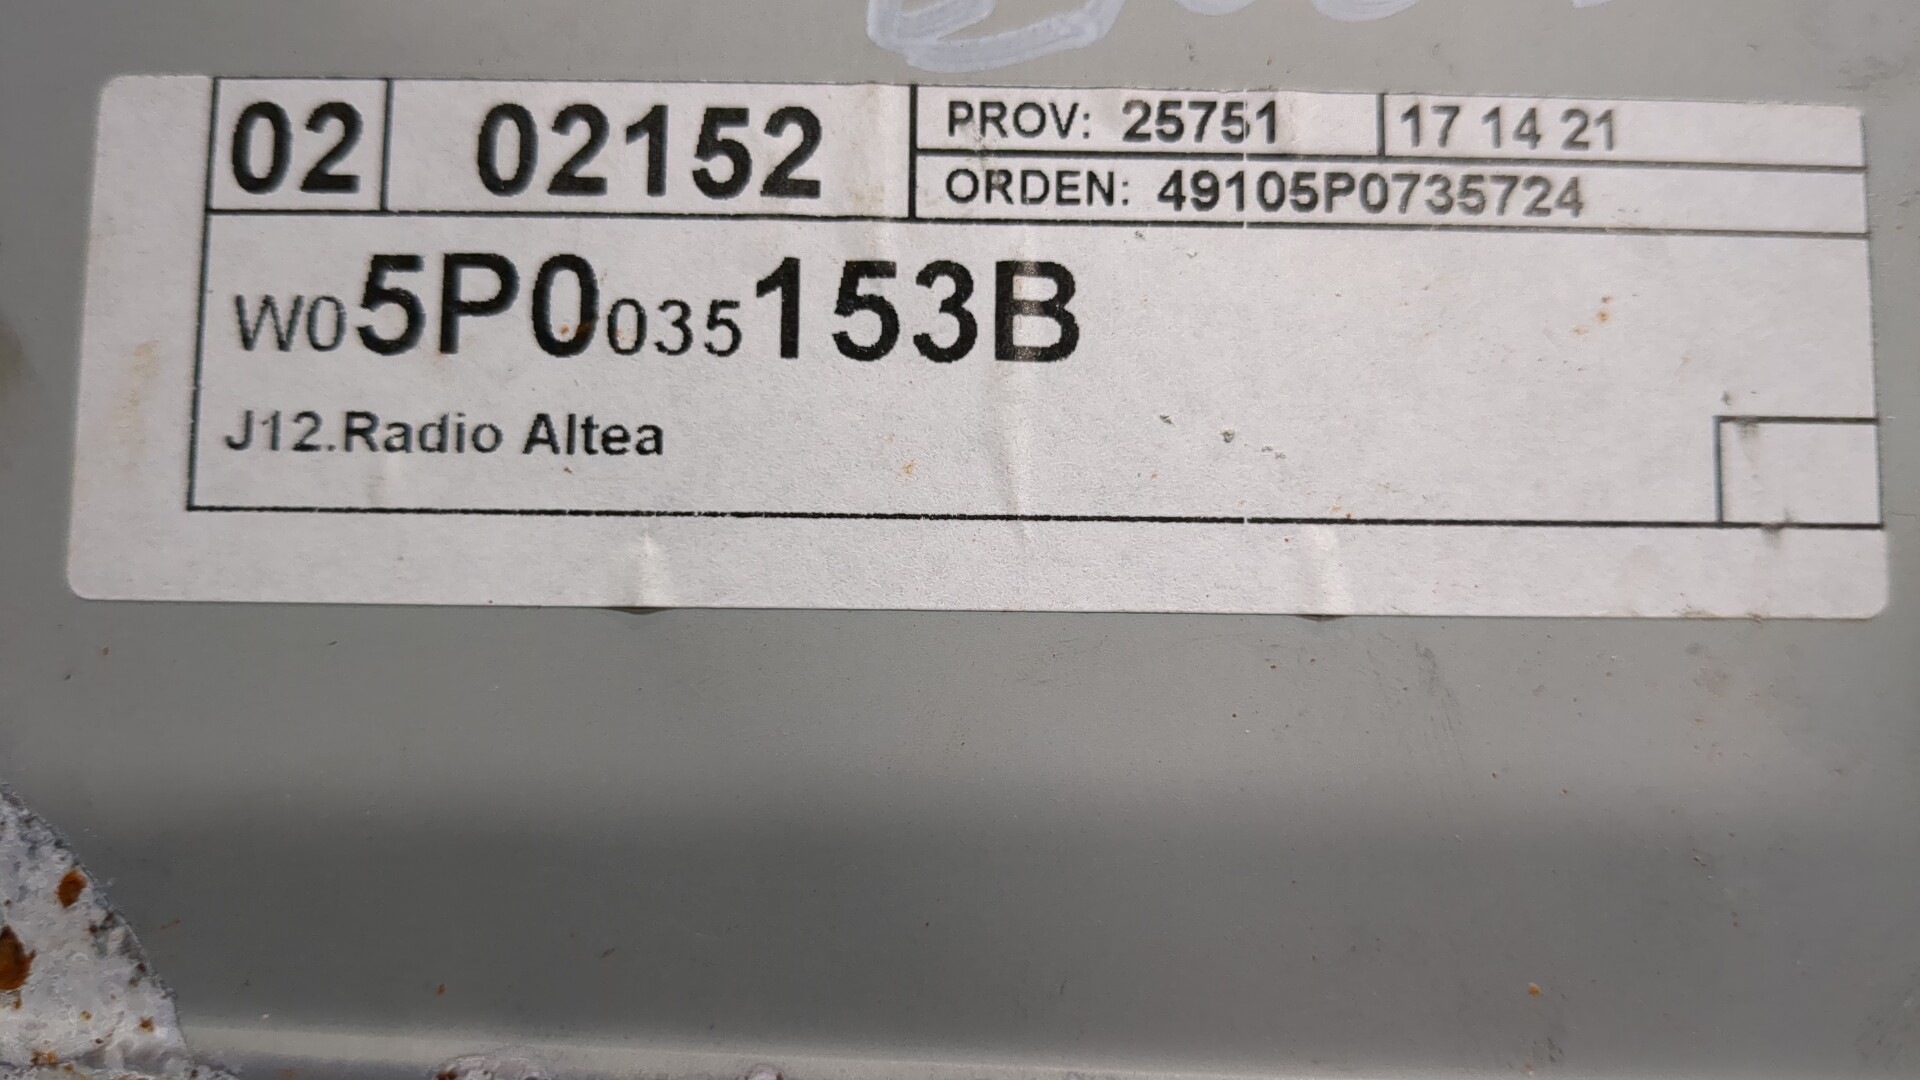 02 02152 PROV: 25751 17 14 21
ORDEN: 49105P0735724
W05P0035153B
J12.Radio Altea